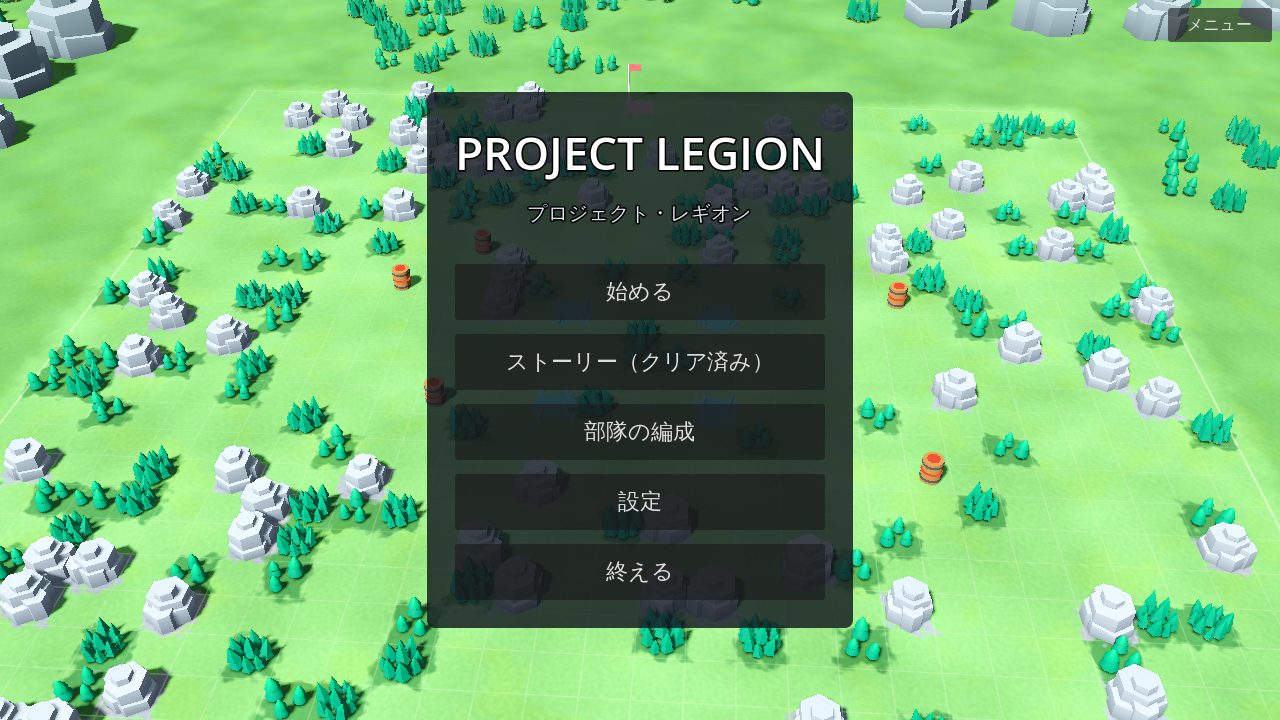 メニュー
PROJECT LEGION
プロジェクト・レギオン
始める
ストーリー（クリア済み）
部隊の編成
設定
終える